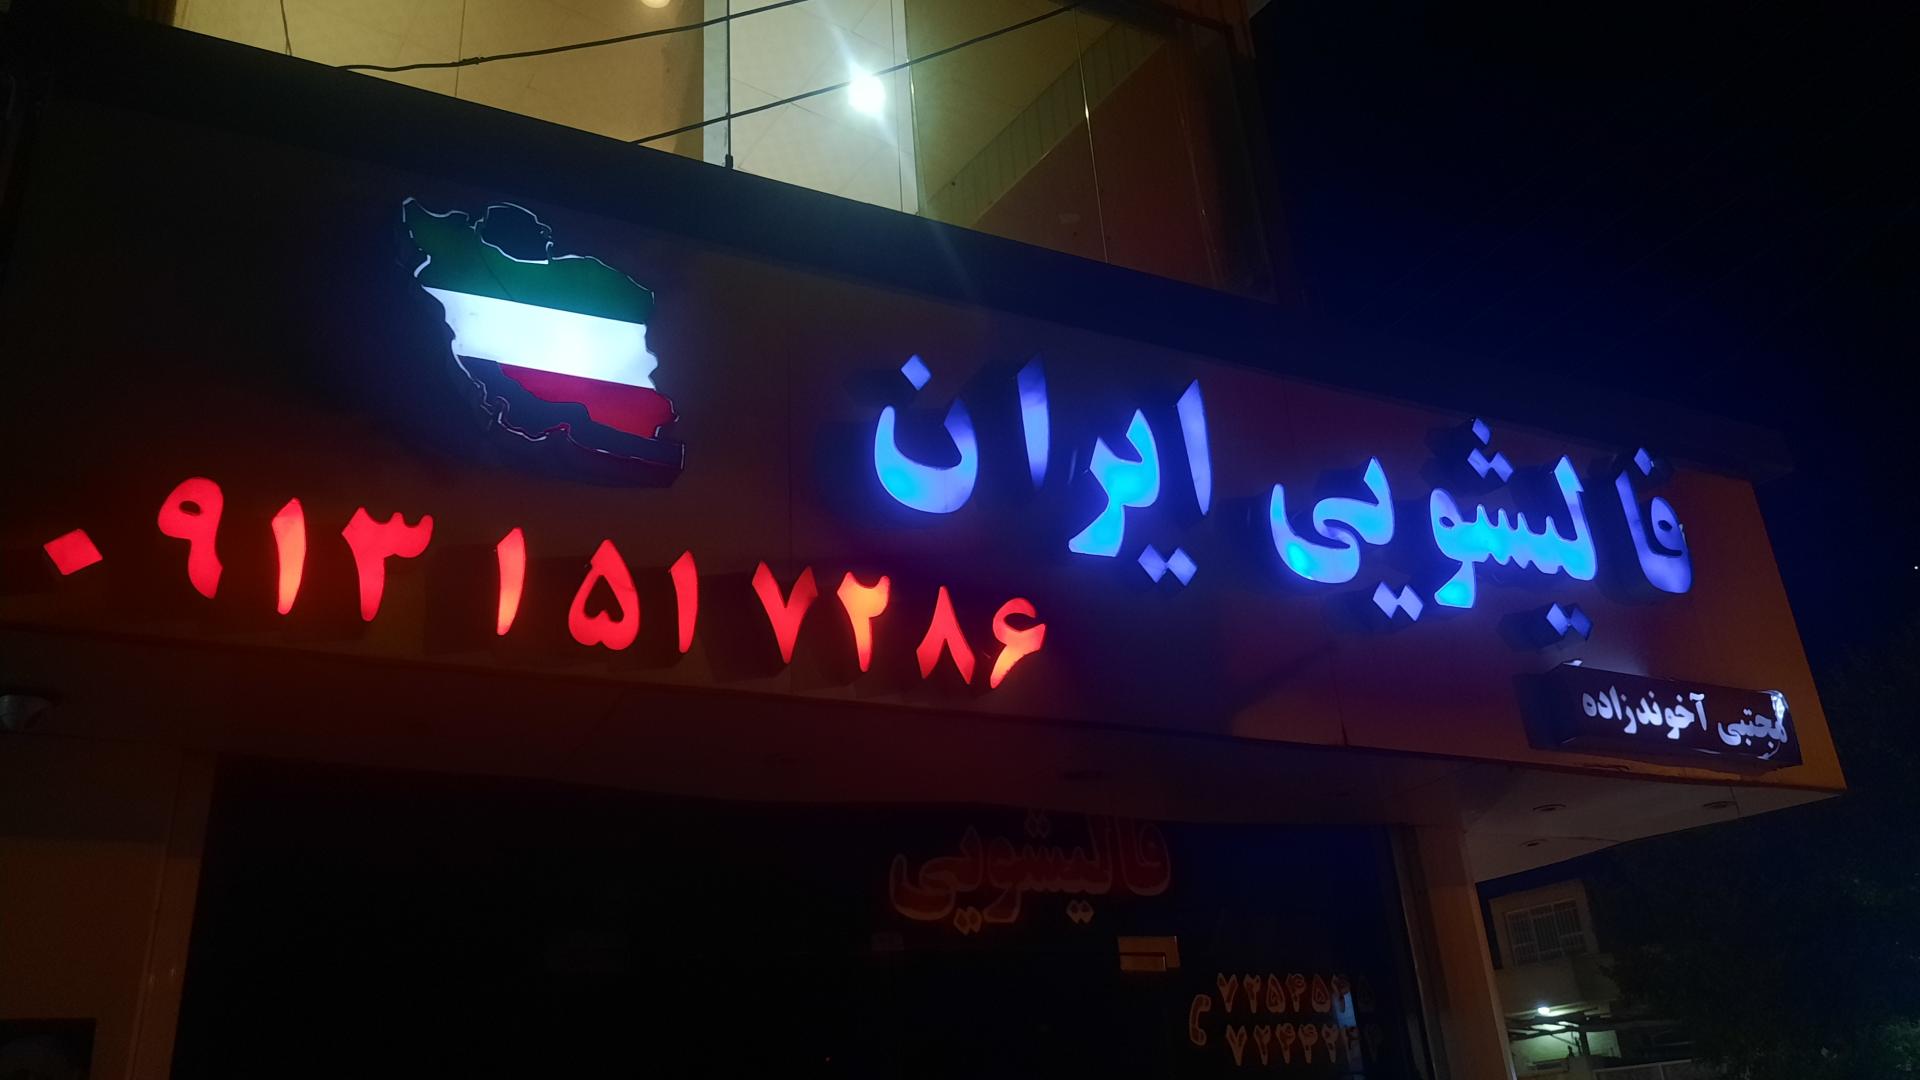 قالیشویی ایران
۰۹۱۳۱۵۱۷۲۸۶
مجتبی آخوندزاده
قالیشویی